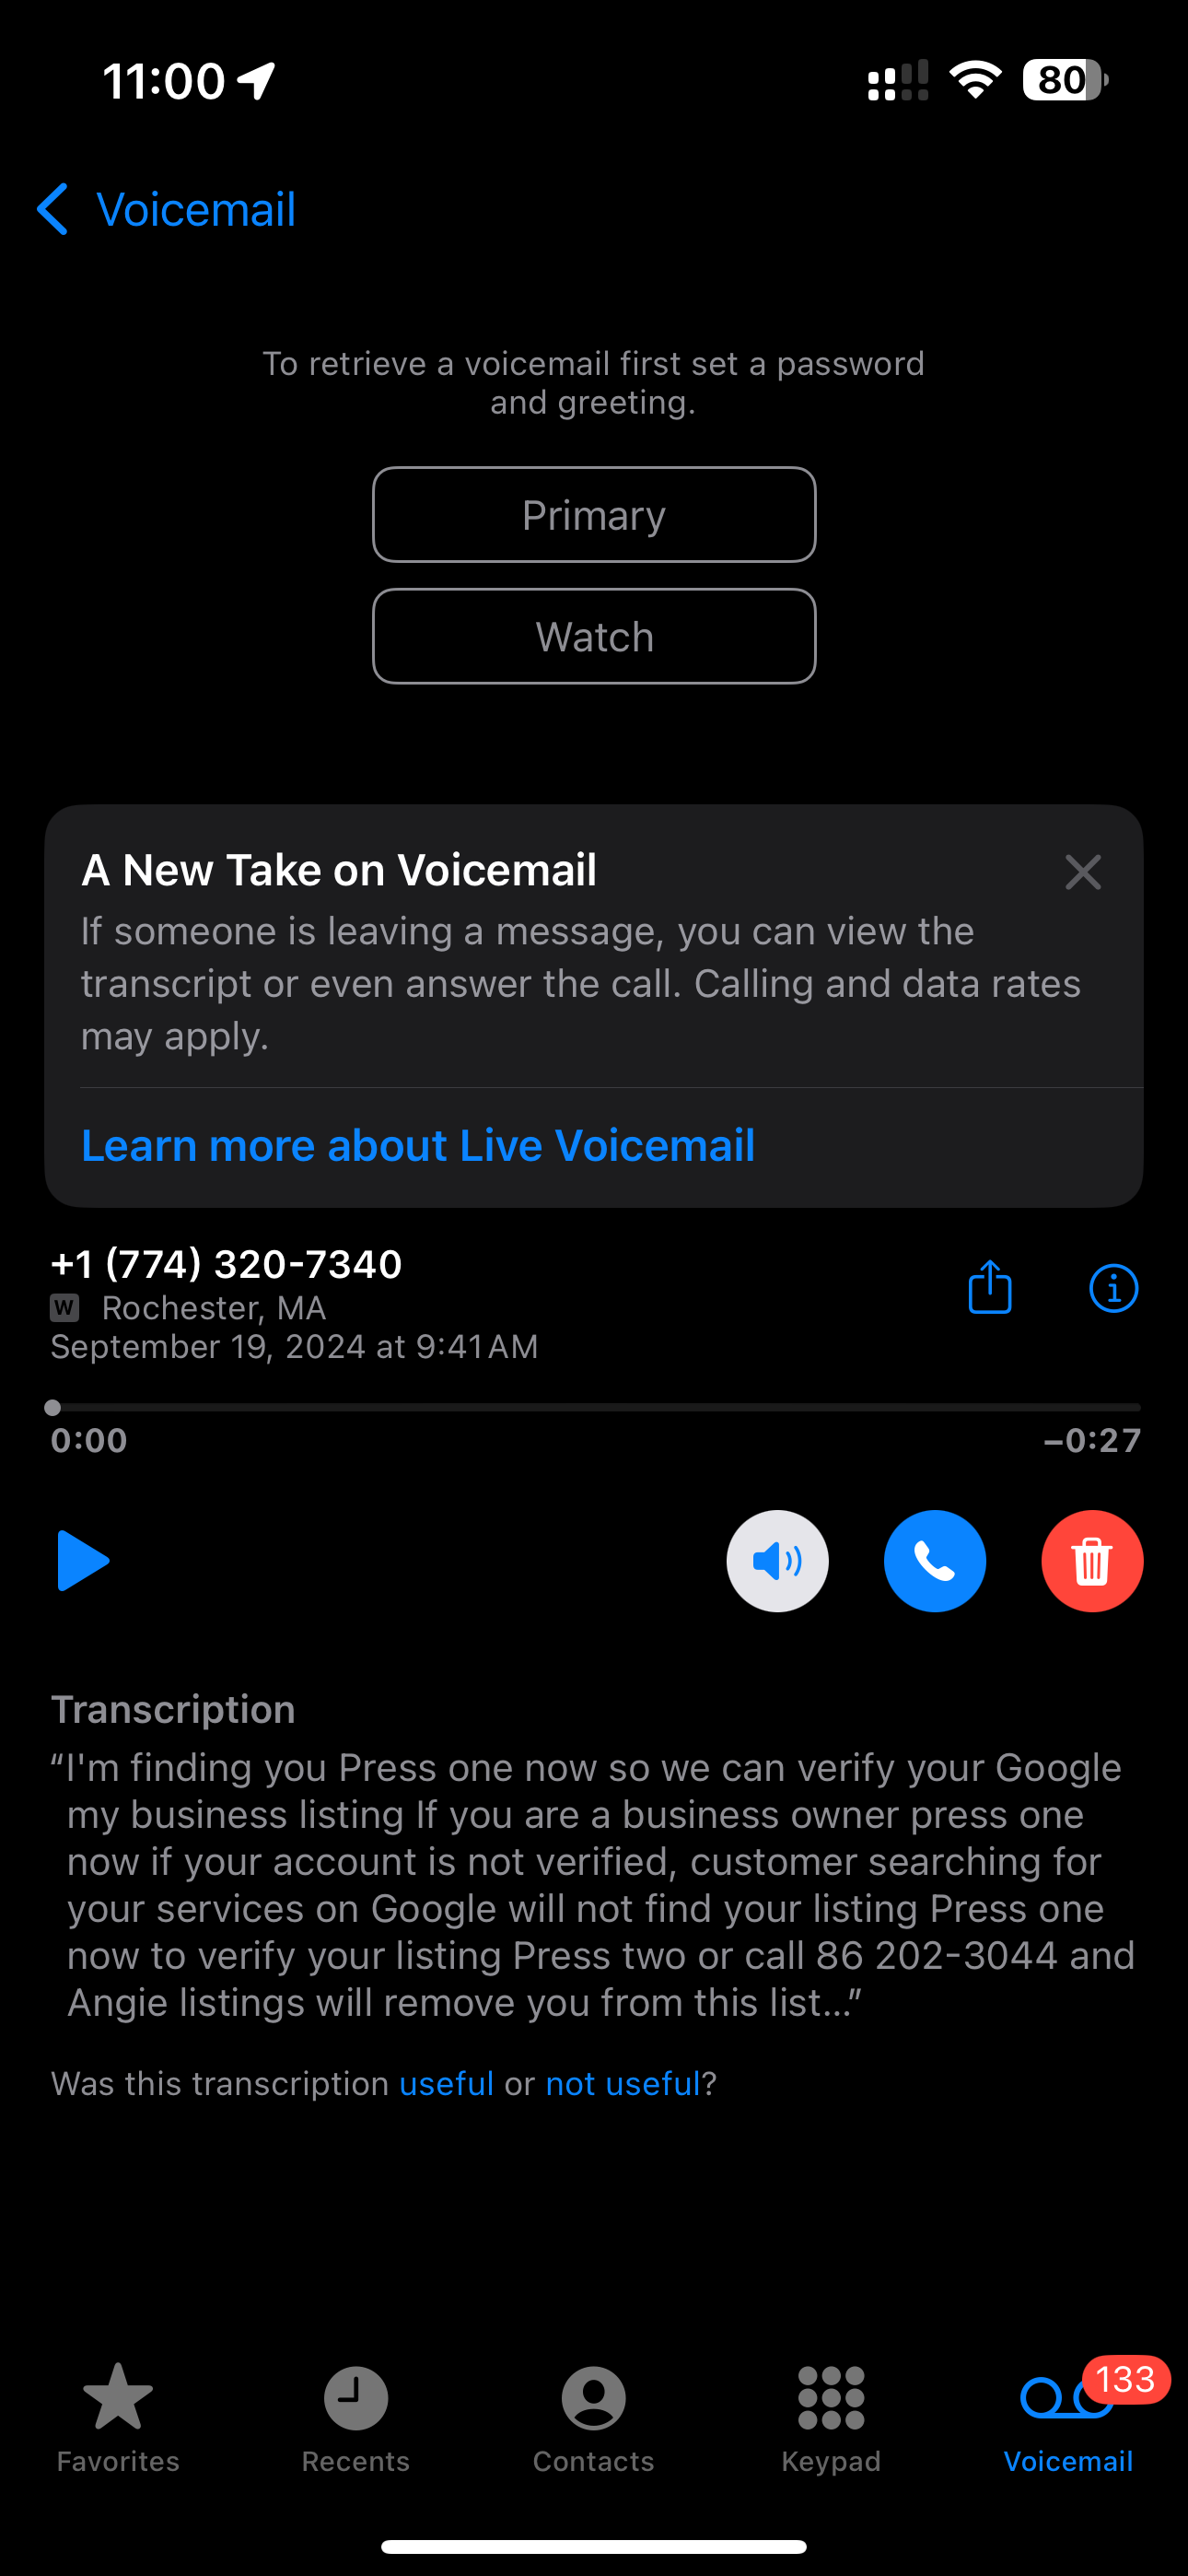 11:00
80
Voicemail
To retrieve a voicemail first set a password
and greeting.
Primary
Watch
A New Take on Voicemail
If someone is leaving a message, you can view the
transcript or even answer the call. Calling and data rates
may apply.
Learn more about Live Voicemail
+1 (774) 320-7340
W Rochester, MA
September 19, 2024 at 9:41 AM
0:00
–0:27
Transcription
“I'm finding you Press one now so we can verify your Google
my business listing If you are a business owner press one
now if your account is not verified, customer searching for
your services on Google will not find your listing Press one
now to verify your listing Press two or call 86 202-3044 and
Angie listings will remove you from this list...”
Was this transcription useful or not useful?
133
Favorites
Recents
Contacts
Keypad
Voicemail